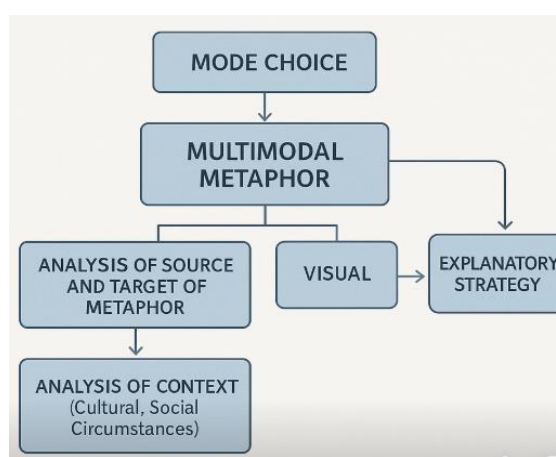 MODE CHOICE
MULTIMODAL
METAPHOR
ANALYSIS OF SOURCE
AND TARGET OF
METAPHOR
VISUAL
EXPLANATORY
STRATEGY
ANALYSIS OF CONTEXT
(Cultural, Social
Circumstances)